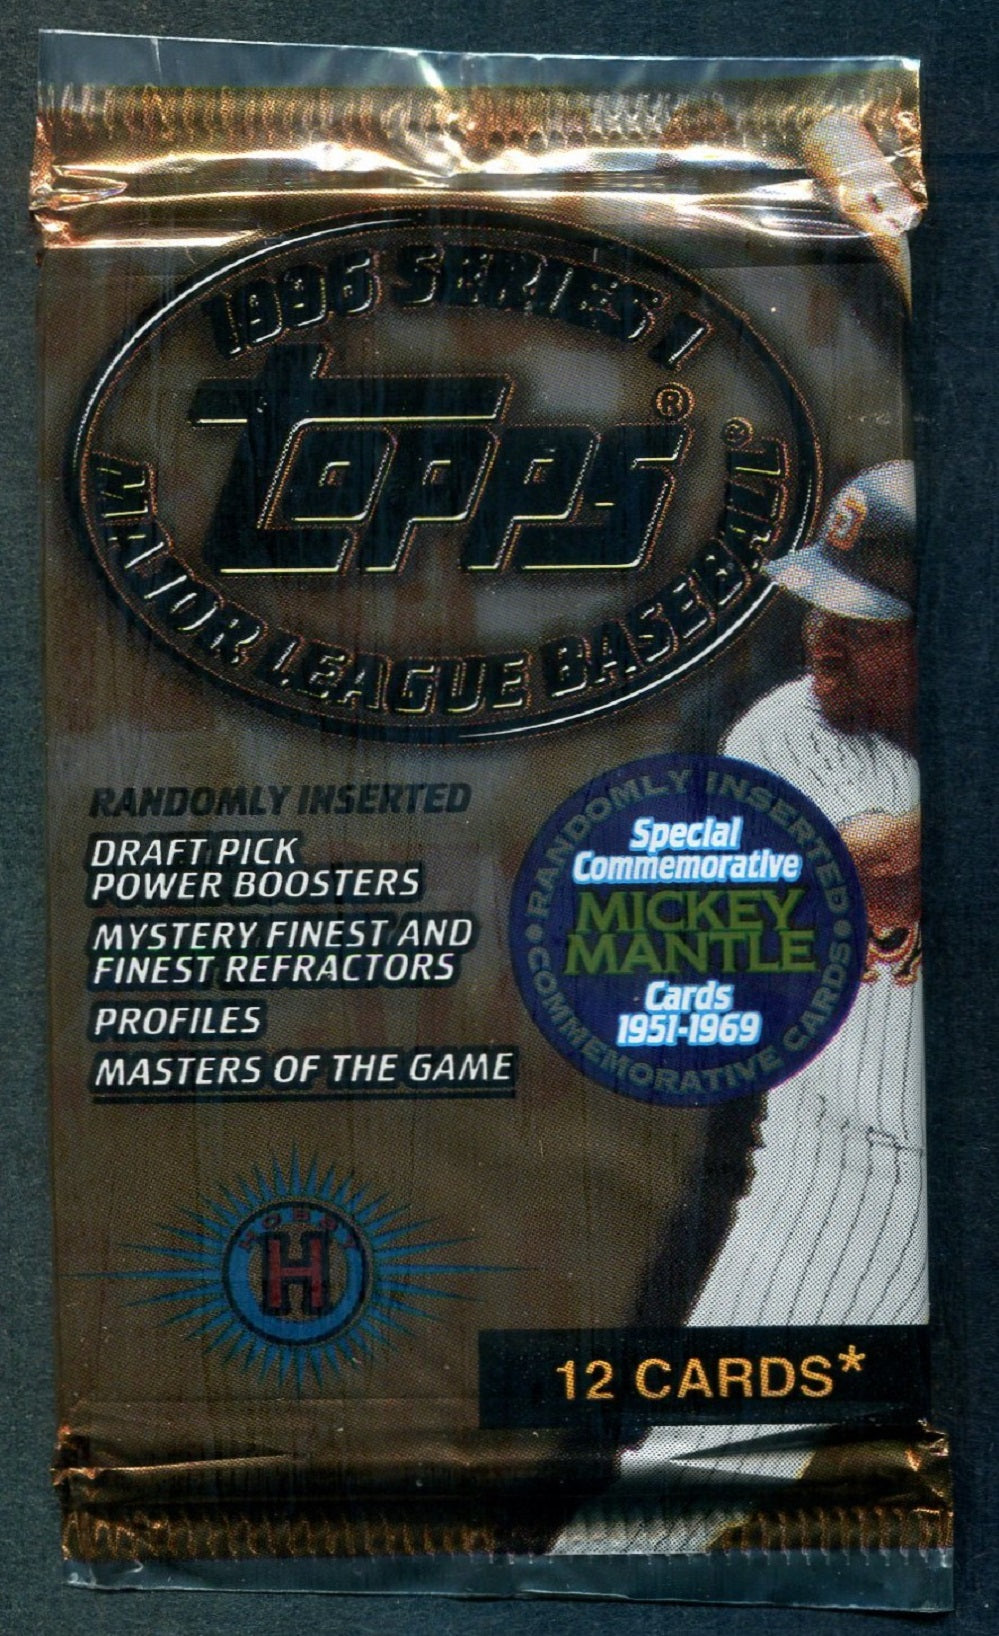 1996 SERIES 1
topps®
MAJOR LEAGUE BASEBALL®
RANDOMLY INSERTED
DRAFT PICK
POWER BOOSTERS
MYSTERY FINEST AND
FINEST REFRACTORS
PROFILES
MASTERS OF THE GAME
•RANDOMLY INSERTED•
Special
Commemorative
MICKEY
MANTLE
Cards
1951-1969
COMMEMORATIVE CARDS
HOBBY
H
12 CARDS*